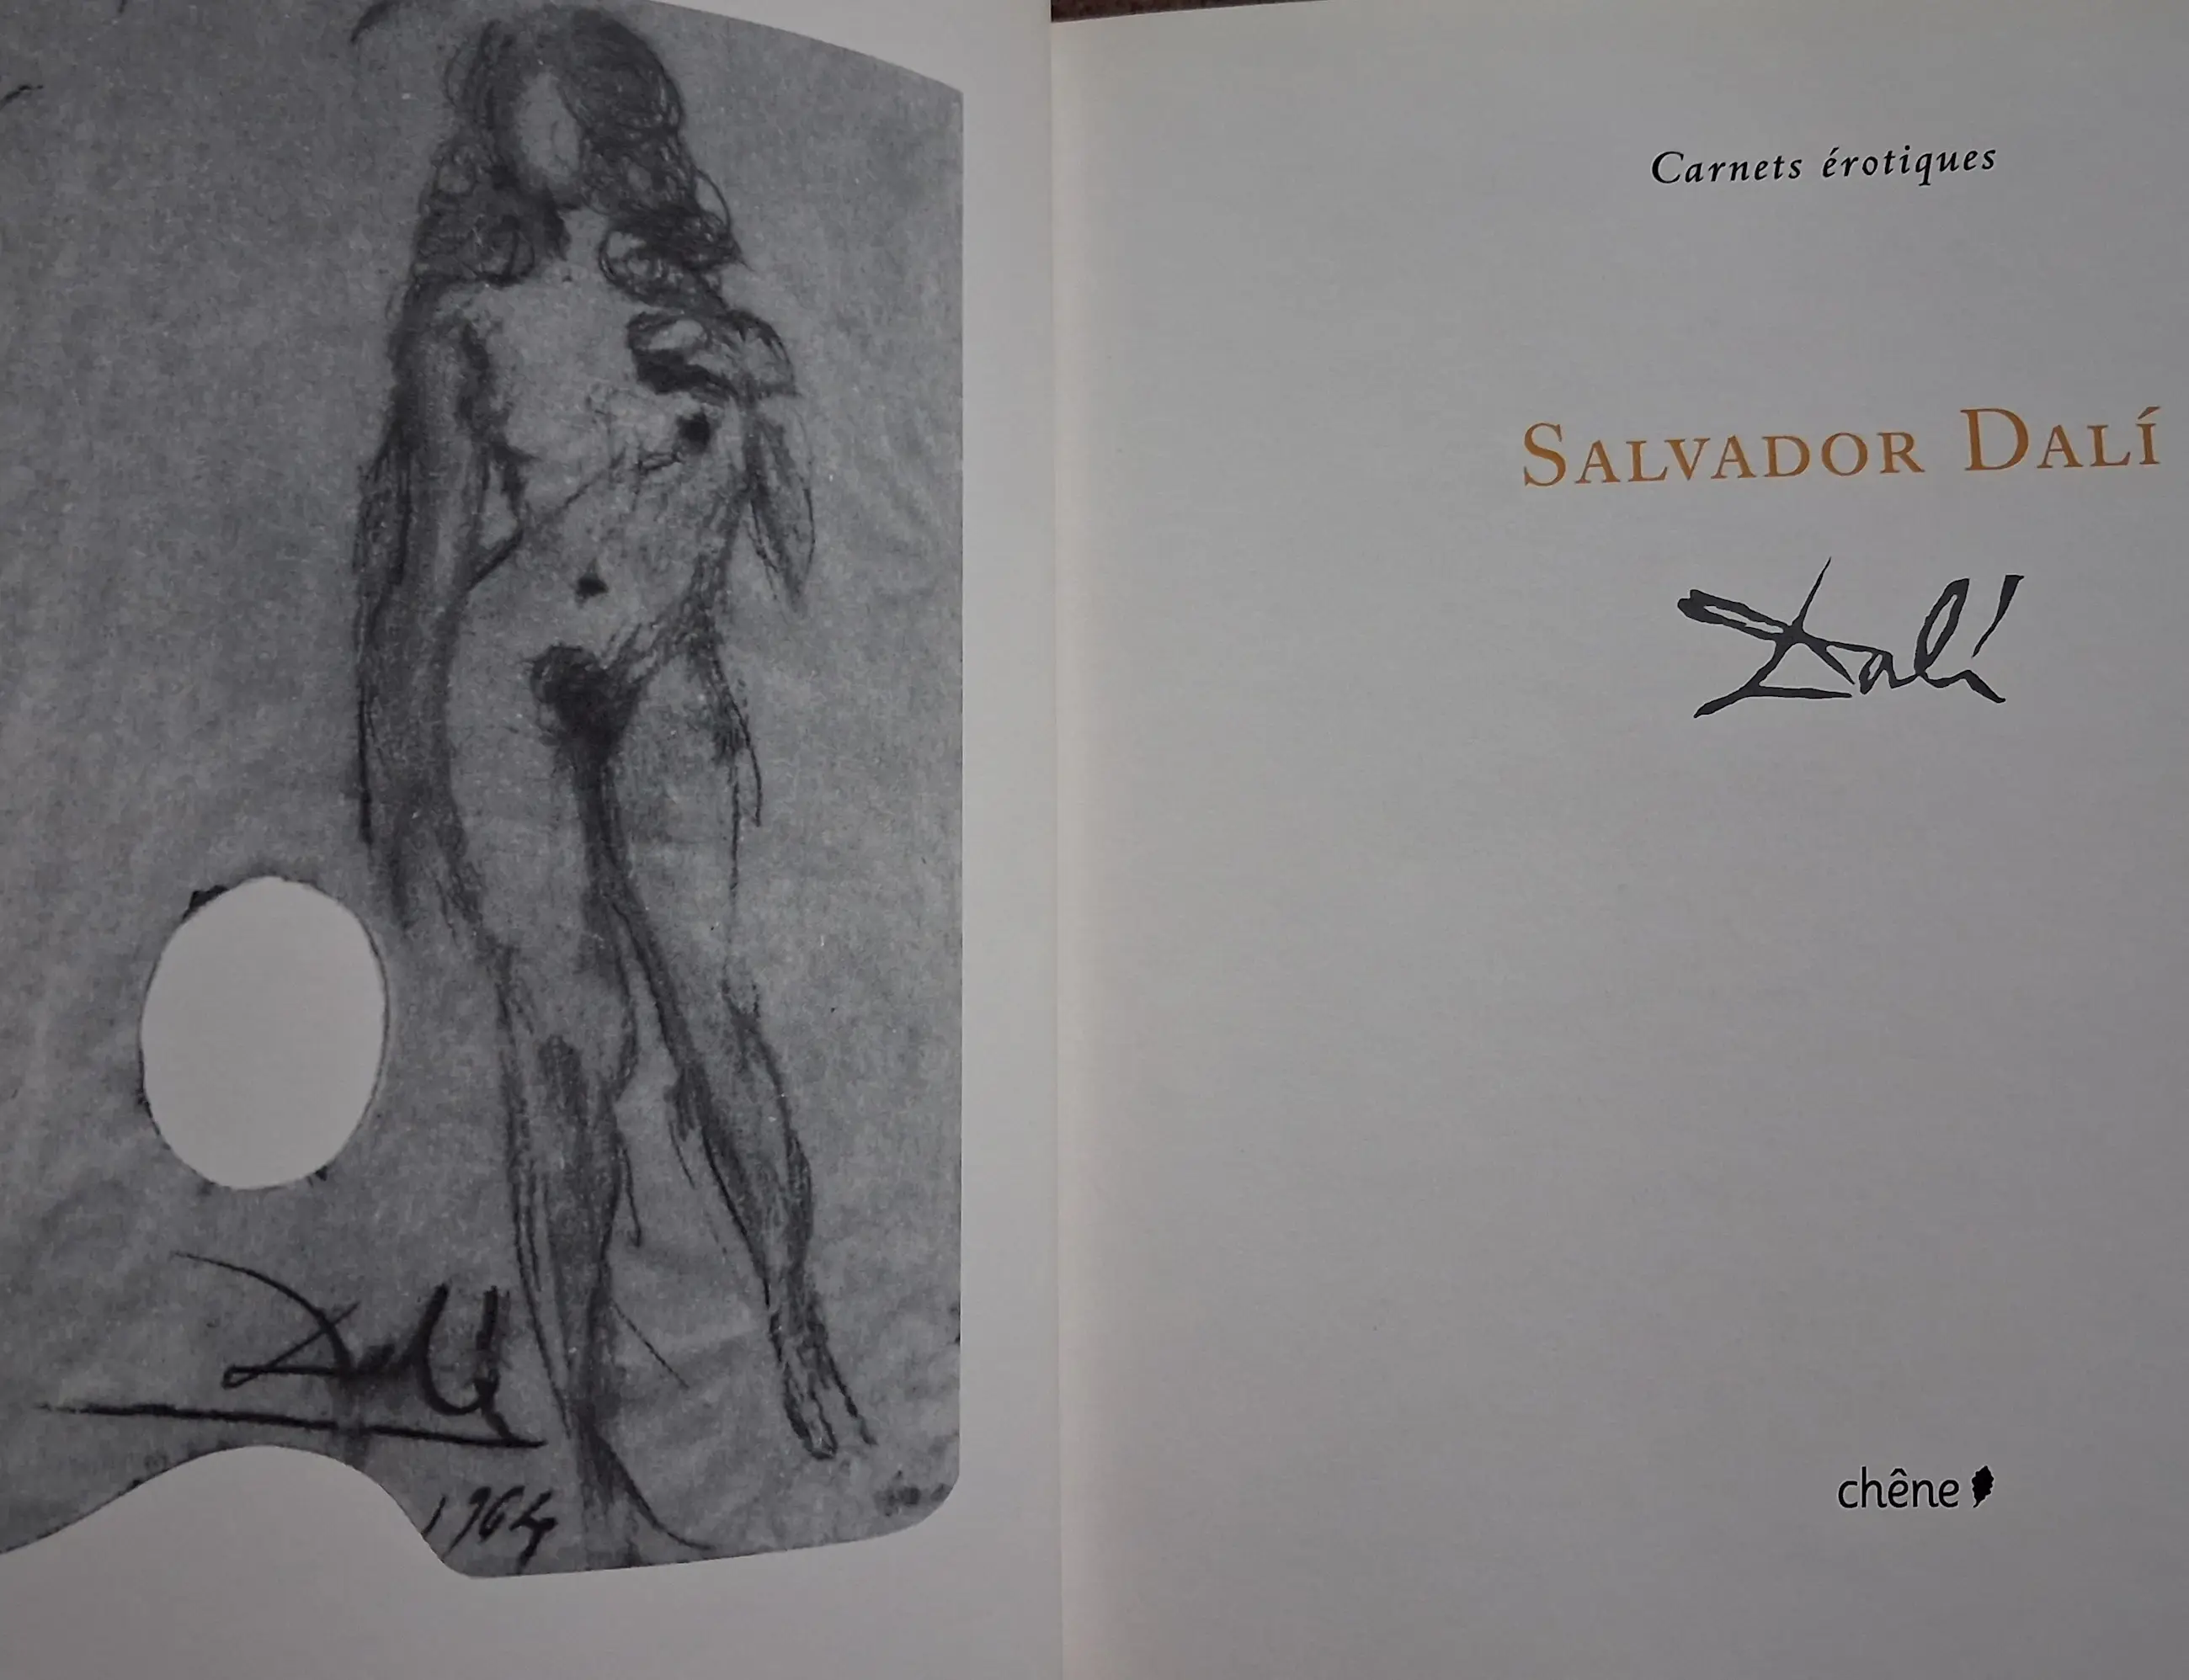 Dalí
1964
Carnets érotiques
SALVADOR DALÍ
Dalí
chêne